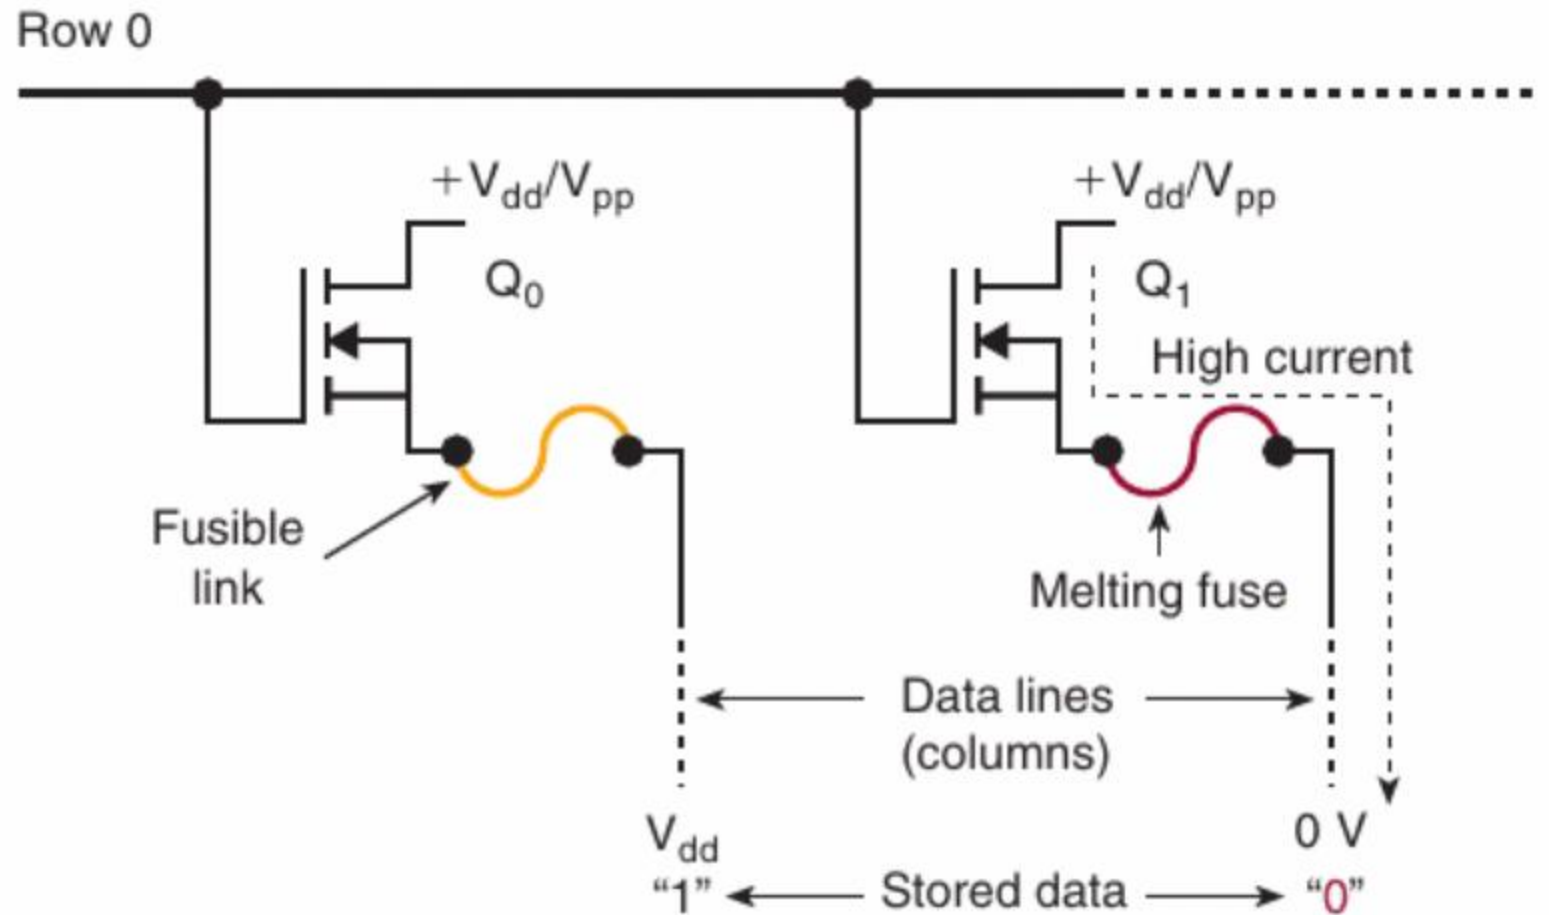 Row 0
+Vdd/Vpp
+Vdd/Vpp
Q0
Q1
High current
Fusible
link
Melting fuse
Data lines
(columns)
Vdd
0 V
“1”
Stored data
“0”